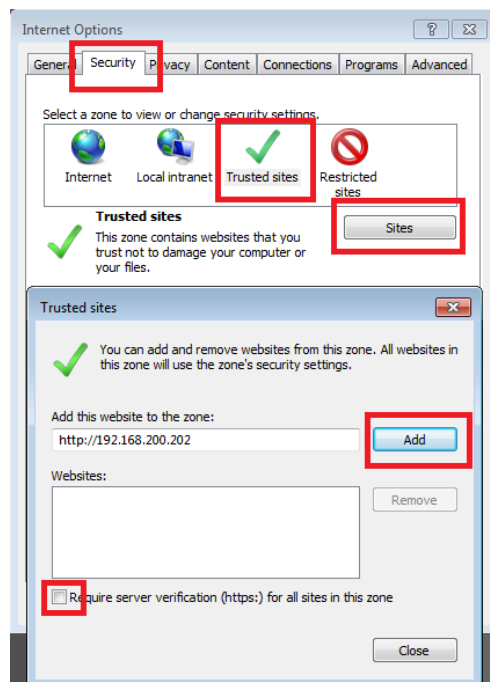 Internet Options
General Security Privacy Content Connections Programs Advanced
Select a zone to view or change security settings.
Internet Local intranet Trusted sites Restricted
sites
Trusted sites
Sites
This zone contains websites that you
trust not to damage your computer or
your files.
Trusted sites
You can add and remove websites from this zone. All websites in
this zone will use the zone's security settings.
Add this website to the zone:
http://192.168.200.202 Add
Websites:
Remove
Require server verification (https:) for all sites in this zone
Close